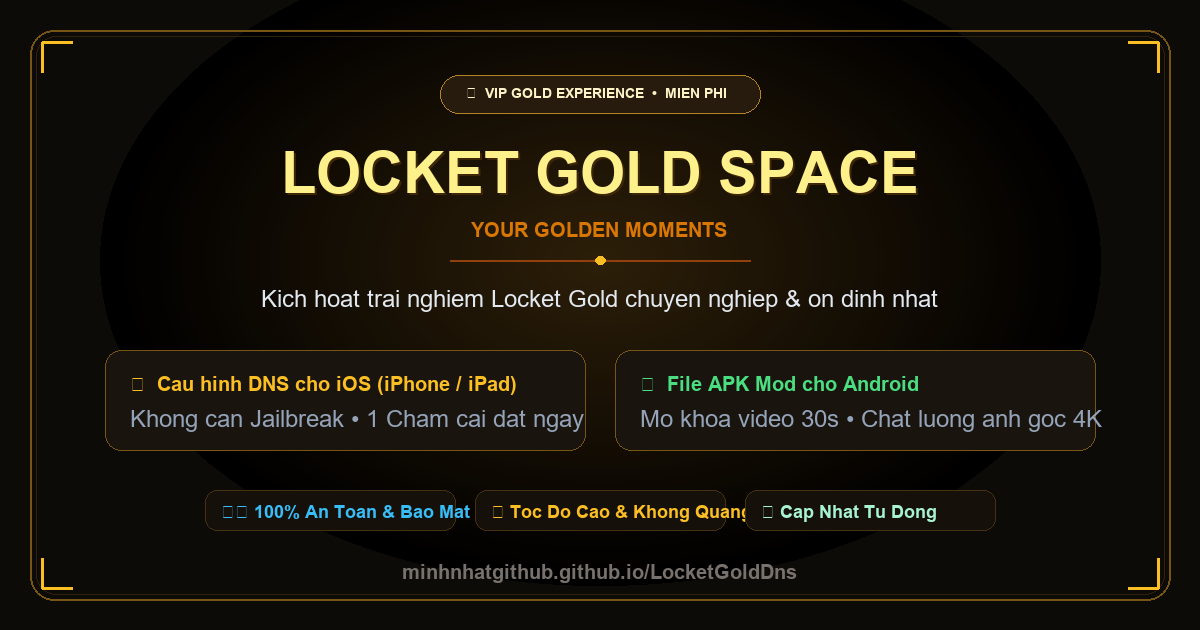 VIP GOLD EXPERIENCE • MIEN PHI
LOCKET GOLD SPACE
YOUR GOLDEN MOMENTS
Kich hoat trai nghiem Locket Gold chuyen nghiep & on dinh nhat
Cau hinh DNS cho iOS (iPhone / iPad)
Khong can Jailbreak • 1 Cham cai dat ngay
File APK Mod cho Android
Mo khoa video 30s • Chat luong anh goc 4K
100% An Toan & Bao Mat
Toc Do Cao & Khong Quang
Cap Nhat Tu Dong
minhnhatgithub.github.io/LocketGoldDns